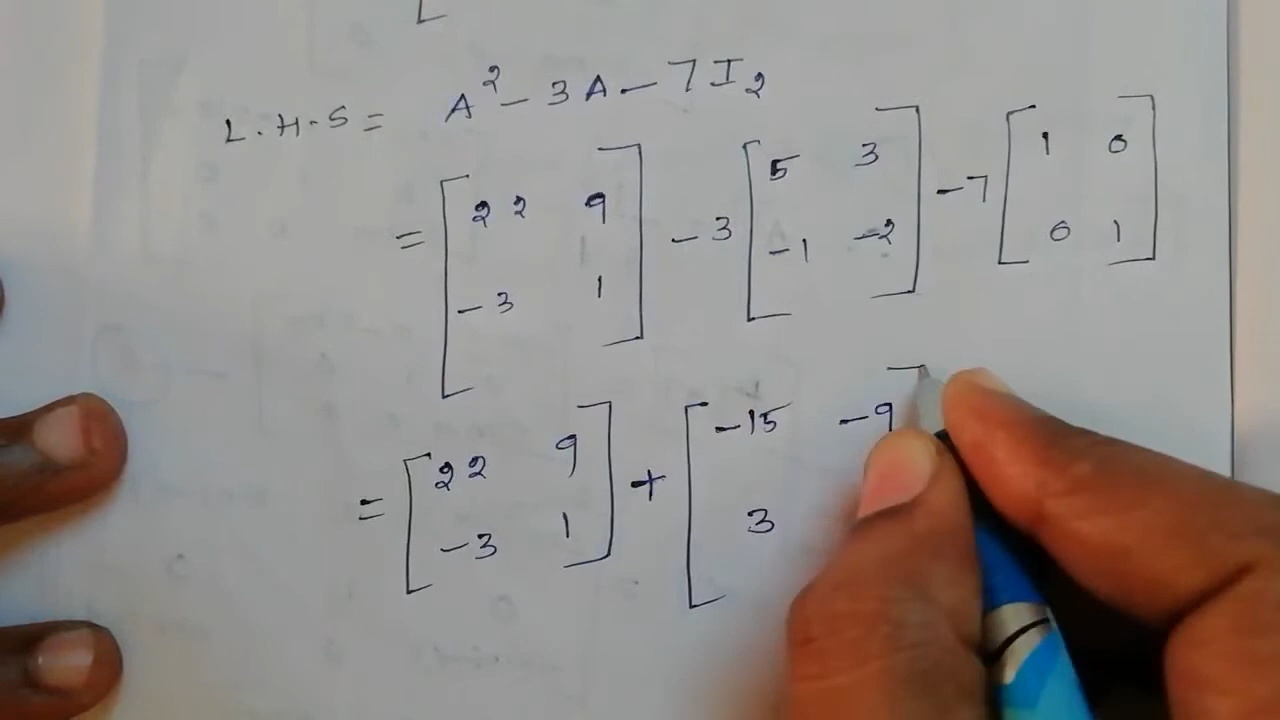 L.H.S = A² - 3A - 7I₂
= [22 9; -3 1] - 3 [5 3; -1 -2] - 7 [1 0; 0 1]
= [22 9; -3 1] + [-15 -9; 3